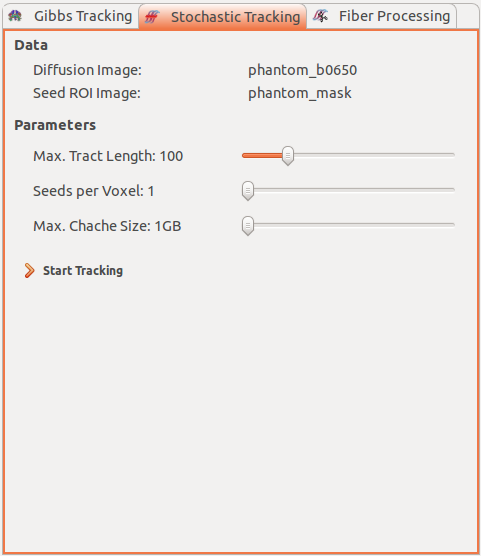 Gibbs Tracking Stochastic Tracking Fiber Processing
Data
Diffusion Image: phantom_b0650
Seed ROI Image: phantom_mask
Parameters
Max. Tract Length: 100
Seeds per Voxel: 1
Max. Chache Size: 1GB
Start Tracking